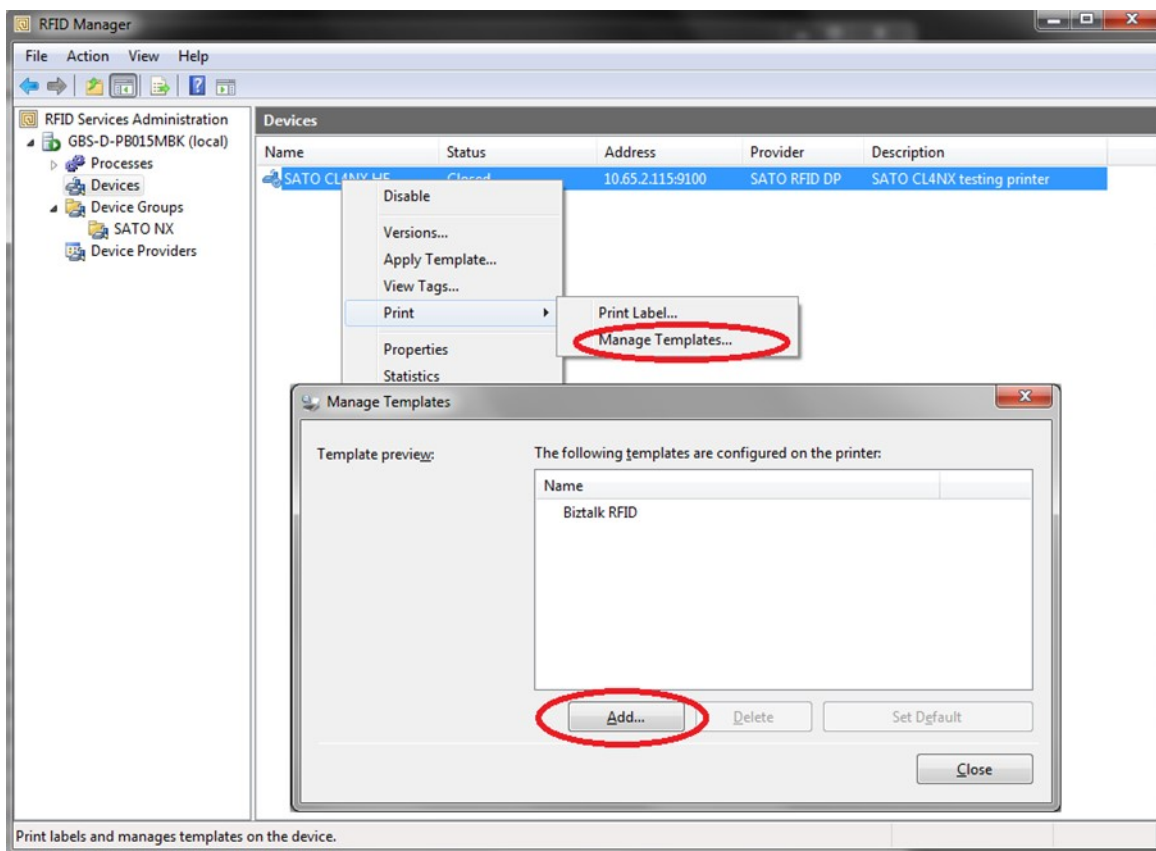 RFID Manager
File Action View Help
RFID Services Administration
GBS-D-PB015MBK (local)
Processes
Devices
Device Groups
SATO NX
Device Providers
Devices
Name Status Address Provider Description
SATO CL4NX HF Closed 10.65.2.115:9100 SATO RFID DP SATO CL4NX testing printer
Disable
Versions...
Apply Template...
View Tags...
Print
Properties
Statistics
Print Label...
Manage Templates...
Manage Templates
Template preview:
The following templates are configured on the printer:
Name
Biztalk RFID
Add... Delete Set Default
Close
Print labels and manages templates on the device.